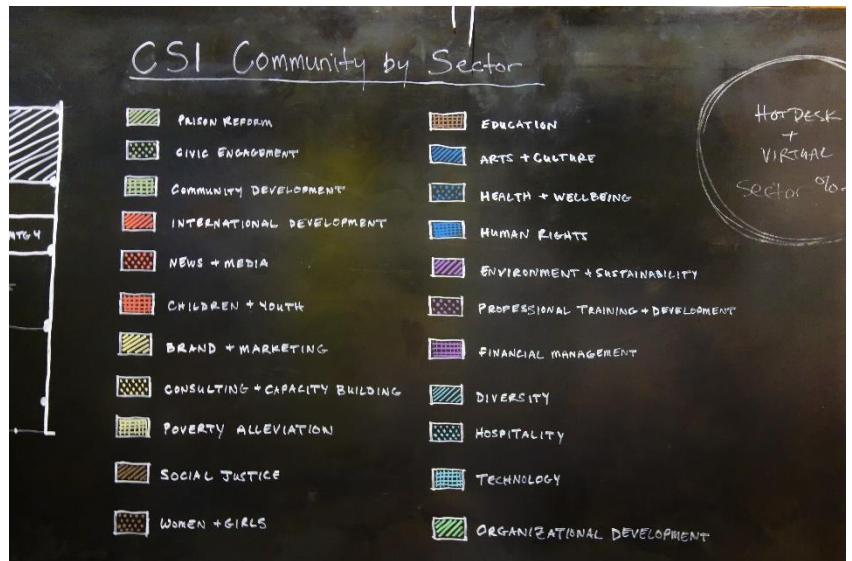 CSI Community by Sector
PRISON REFORM
CIVIC ENGAGEMENT
COMMUNITY DEVELOPMENT
INTERNATIONAL DEVELOPMENT
NEWS + MEDIA
CHILDREN + YOUTH
BRAND + MARKETING
CONSULTING + CAPACITY BUILDING
POVERTY ALLEVIATION
SOCIAL JUSTICE
WOMEN + GIRLS
EDUCATION
ARTS + CULTURE
HEALTH + WELLBEING
HUMAN RIGHTS
ENVIRONMENT + SUSTAINABILITY
PROFESSIONAL TRAINING + DEVELOPMENT
FINANCIAL MANAGEMENT
DIVERSITY
HOSPITALITY
TECHNOLOGY
ORGANIZATIONAL DEVELOPMENT
HOT DESK
+
VIRTUAL
Sector %